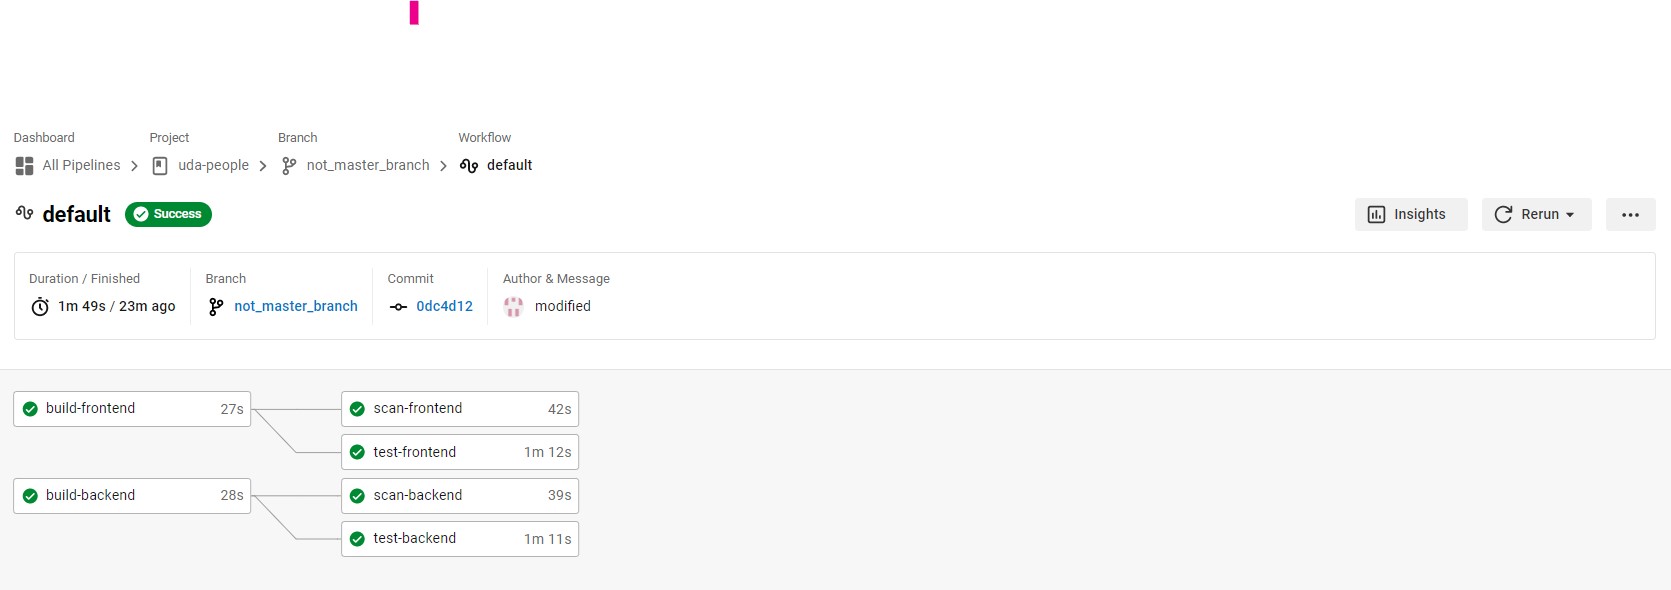 Dashboard Project Branch Workflow
All Pipelines uda-people not_master_branch default
default Success Insights Rerun
Duration / Finished Branch Commit Author & Message
1m 49s / 23m ago not_master_branch 0dc4d12 modified
build-frontend 27s scan-frontend 42s
test-frontend 1m 12s
build-backend 28s scan-backend 39s
test-backend 1m 11s